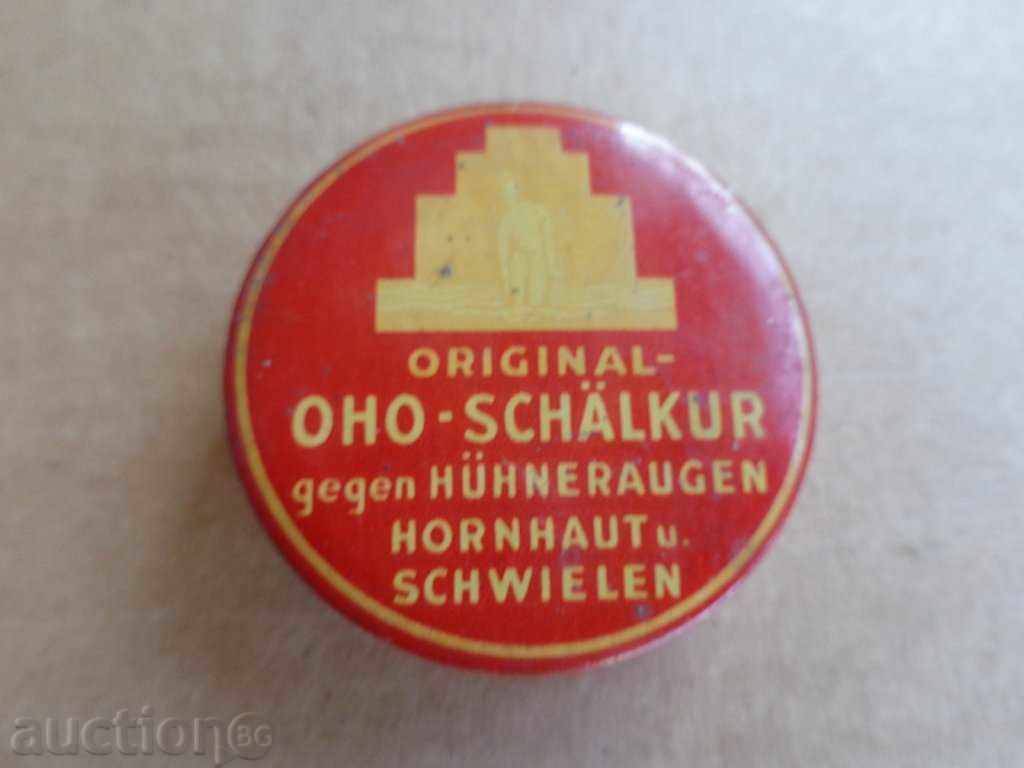 ORIGINAL-
OHO-SCHÄLKUR
gegen HÜHNERAUGEN
HORNHAUT u.
SCHWIELEN
auctionBG